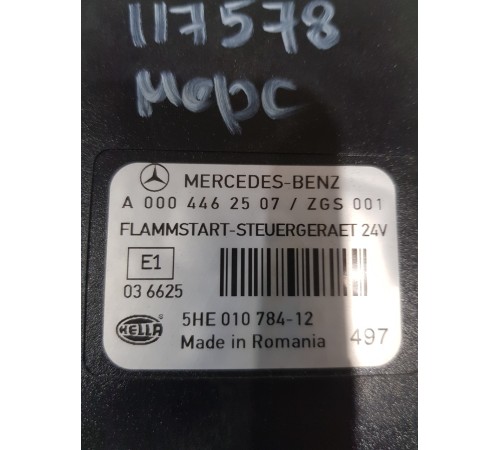 117578
морс
MERCEDES-BENZ
A 000 446 25 07 / ZGS 001
FLAMMSTART-STEUERGERAET 24V
E1
03 6625
HELLA
5HE 010 784-12
Made in Romania
497